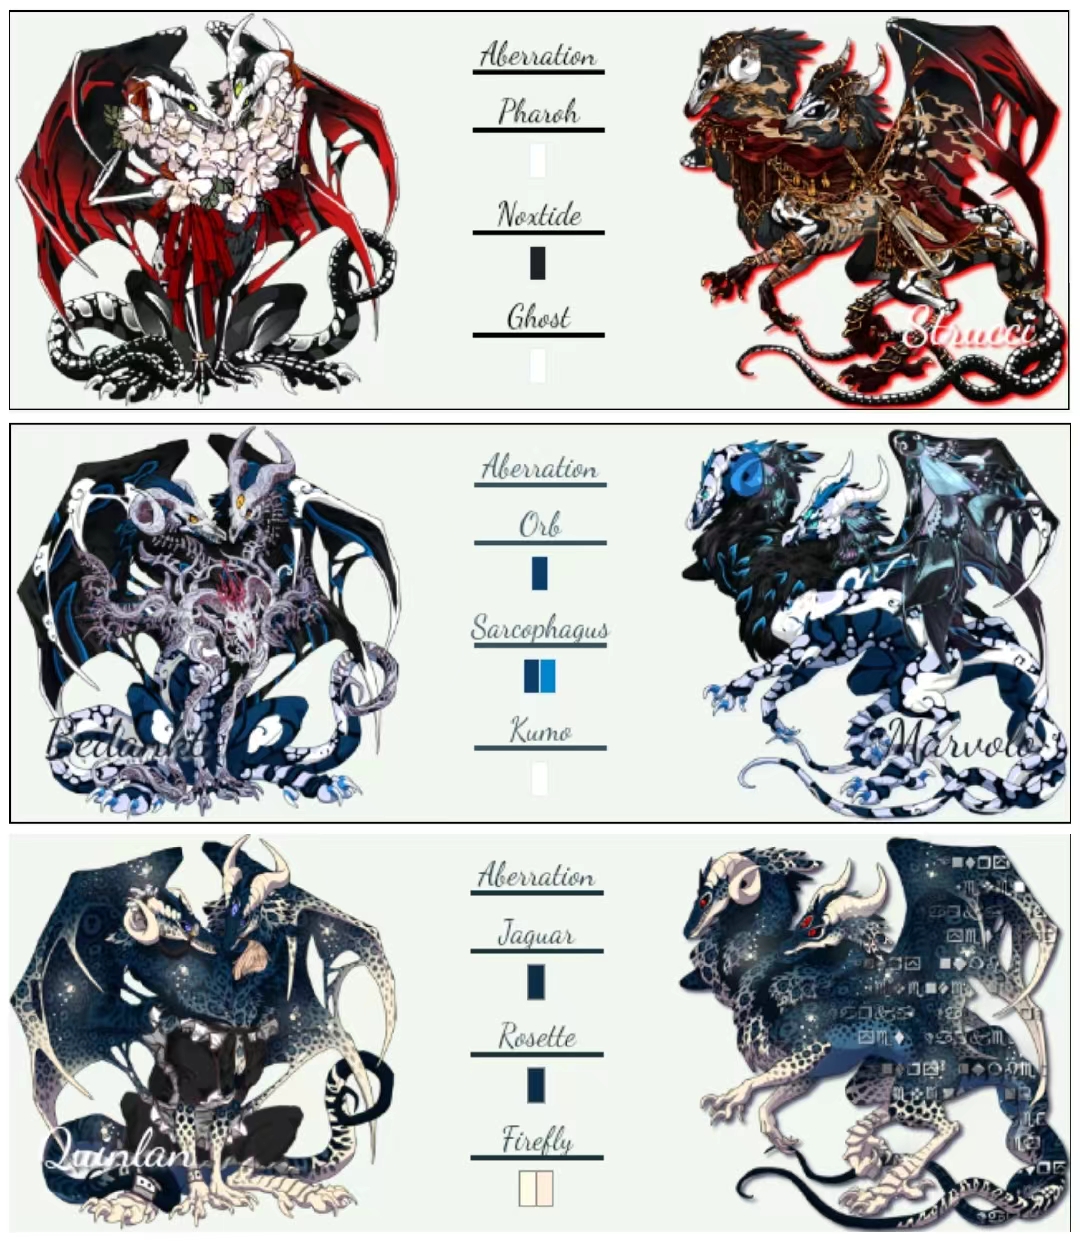 Aberration
Pharoh
Noxtide
Ghost
Strucci
Aberration
Orb
Sarcophagus
Kumo
Marvolo
Aberration
Jaguar
Rosette
Firefly
Quinlan